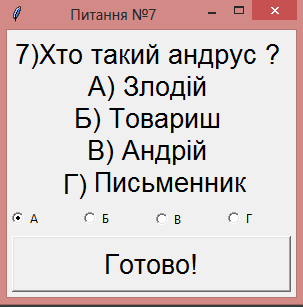 Питання №7
7)Хто такий андрус ?
А) Злодій
Б) Товариш
В) Андрій
Г) Письменник
А Б В Г
Готово!